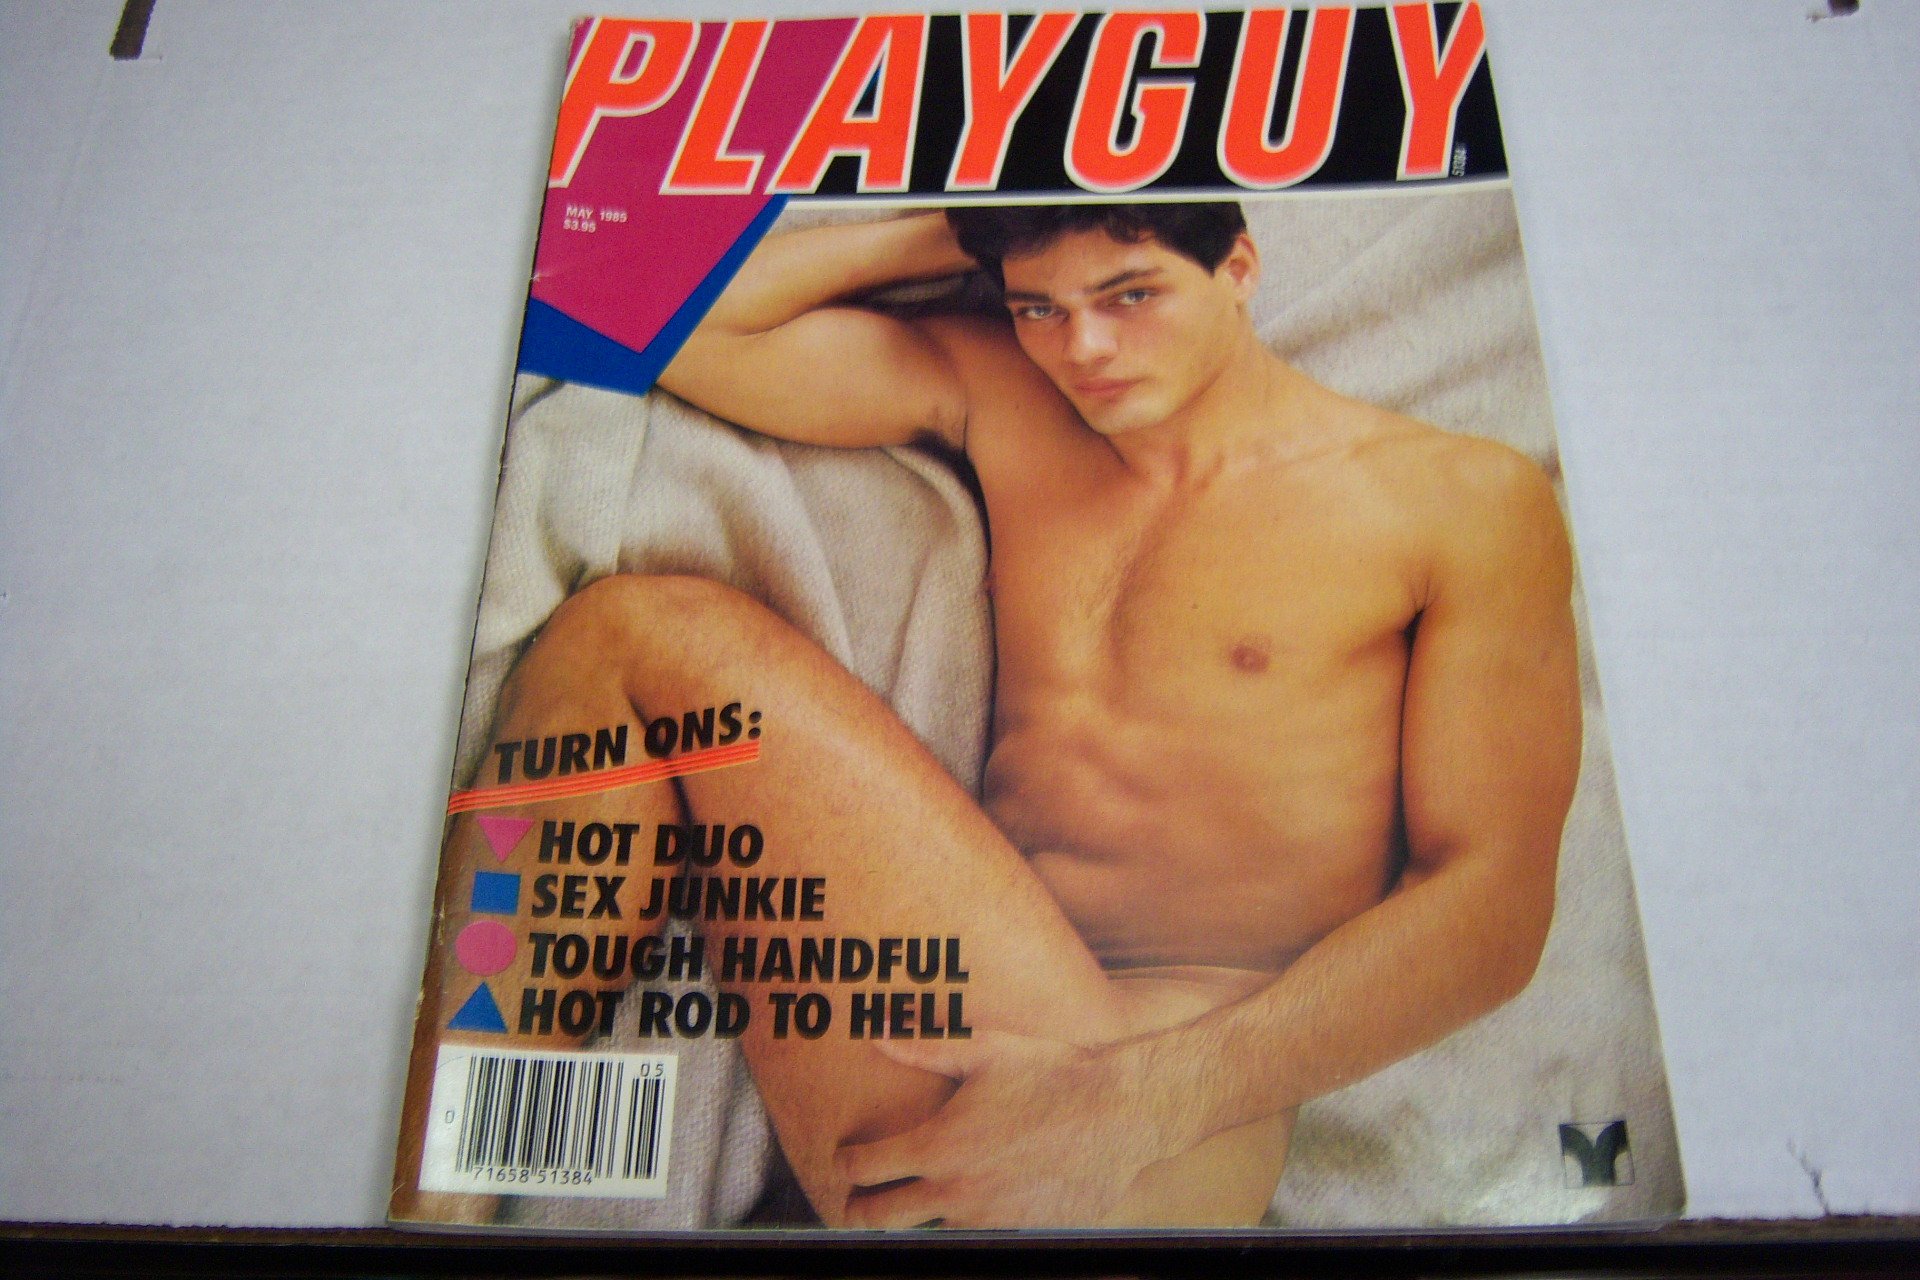 PLAYGUY
51384
MAY 1985
$3.95
TURN ONS:
HOT DUO
SEX JUNKIE
TOUGH HANDFUL
HOT ROD TO HELL
05
0
71658 51384